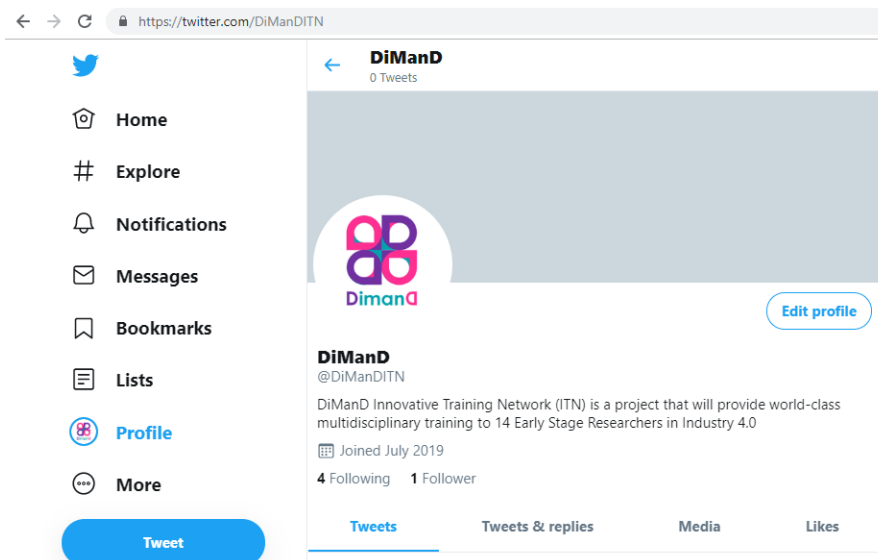 https://twitter.com/DiManDITN
DiManD
0 Tweets
Home
Explore
Notifications
Messages
Bookmarks
Lists
Profile
More
Tweet
DimanD
Edit profile
DiManD
@DiManDITN
DiManD Innovative Training Network (ITN) is a project that will provide world-class
multidisciplinary training to 14 Early Stage Researchers in Industry 4.0
Joined July 2019
4 Following 1 Follower
Tweets Tweets & replies Media Likes